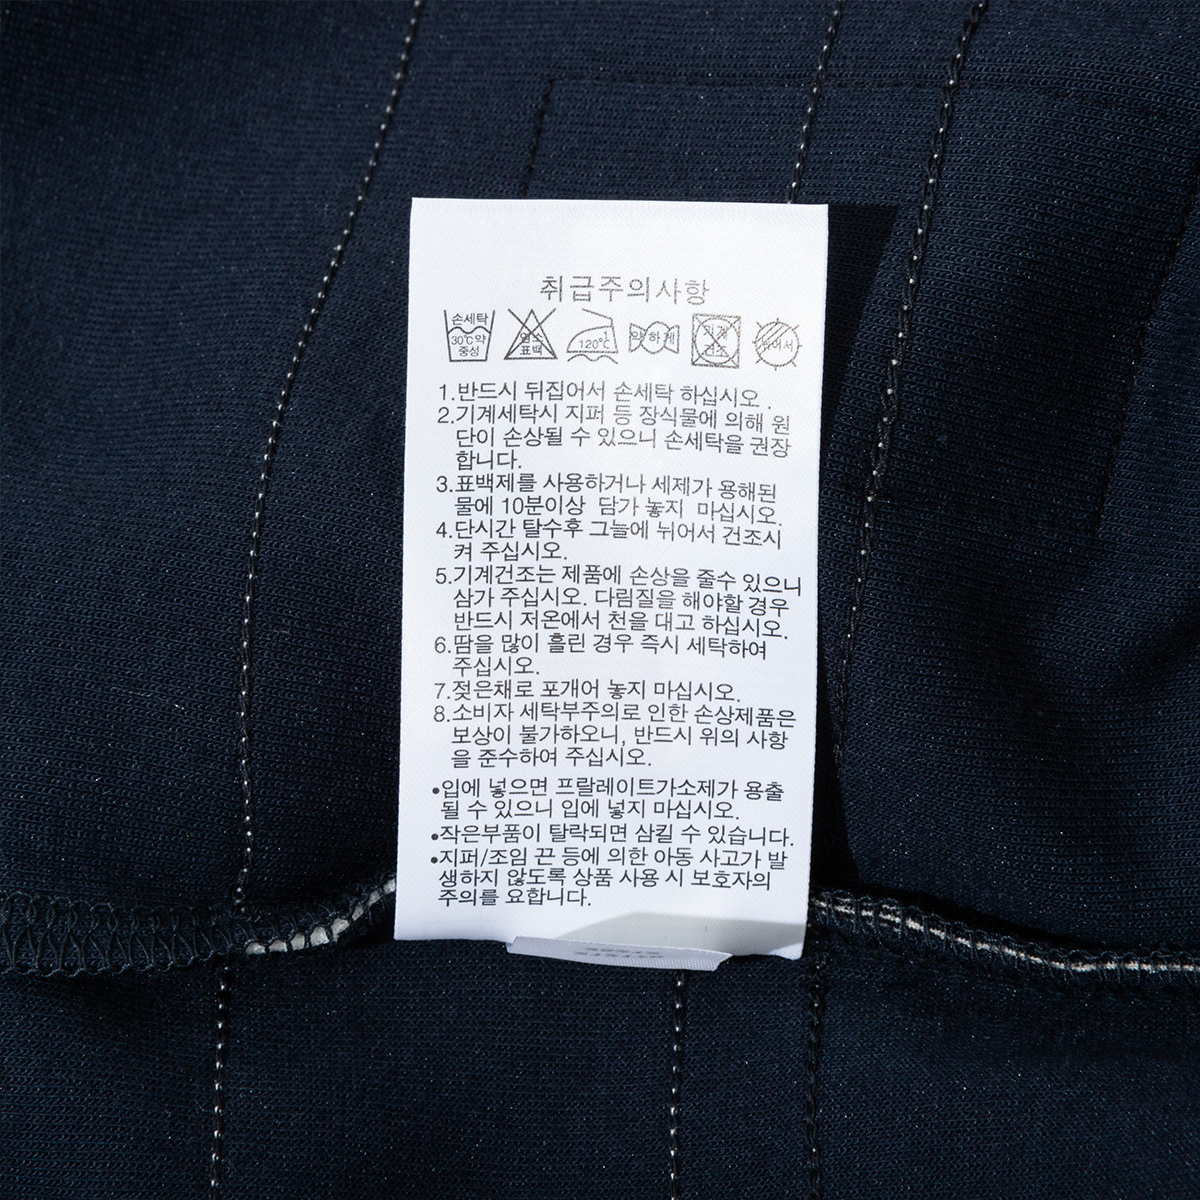 취급주의사항
손세탁
30℃약
중성
염소
표백
1
120℃
약하게
기계
건조
뉘어서
1.반드시 뒤집어서 손세탁 하십시오 .
2.기계세탁시 지퍼 등 장식물에 의해 원
단이 손상될 수 있으니 손세탁을 권장
합니다.
3.표백제를 사용하거나 세제가 용해된
물에 10분이상 담가 놓지 마십시오.
4.단시간 탈수후 그늘에 뉘어서 건조시
켜 주십시오.
5.기계건조는 제품에 손상을 줄수 있으니
삼가 주십시오. 다림질을 해야할 경우
반드시 저온에서 천을 대고 하십시오.
6.땀을 많이 흘린 경우 즉시 세탁하여
주십시오.
7.젖은채로 포개어 놓지 마십시오.
8.소비자 세탁부주의로 인한 손상제품은
보상이 불가하오니, 반드시 위의 사항
을 준수하여 주십시오.
•입에 넣으면 프탈레이트가소제가 용출
될 수 있으니 입에 넣지 마십시오.
•작은부품이 탈락되면 삼킬 수 있습니다.
•지퍼/조임 끈 등에 의한 아동 사고가 발
생하지 않도록 상품 사용 시 보호자의
주의를 요합니다.